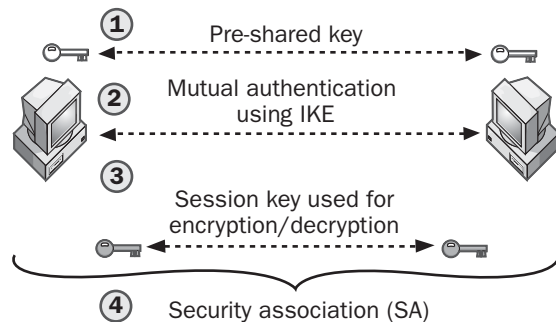 1
Pre-shared key
2
Mutual authentication
using IKE
3
Session key used for
encryption/decryption
4
Security association (SA)